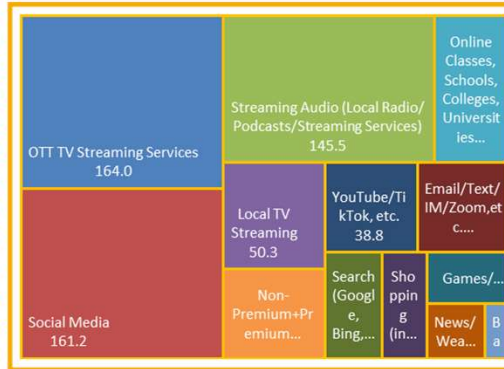 OTT TV Streaming Services
164.0
Social Media
161.2
Streaming Audio (Local Radio/
Podcasts/Streaming Services)
145.5
Online
Classes,
Schools,
Colleges,
Universit
ies...
Local TV
Streaming
50.3
Non-
Premium+Pr
emium...
YouTube/Ti
kTok, etc.
38.8
Email/Text/
IM/Zoom,et
c....
Search
(Googl
e,
Bing,...
Sho
ppin
g
(in...
Games/...
News/
Wea...
B
a